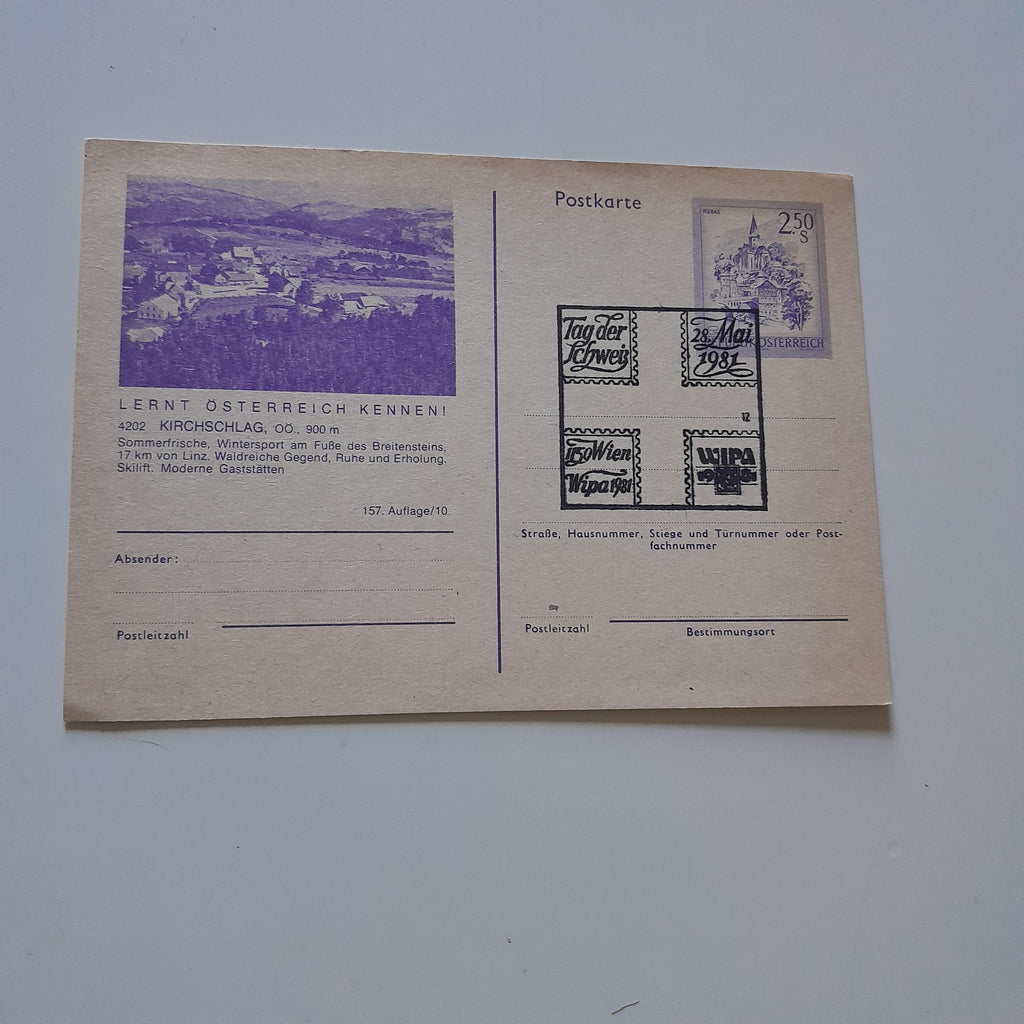 LERNT ÖSTERREICH KENNEN!
4202 KIRCHSCHLAG, OÖ., 900 m
Sommerfrische, Wintersport am Fuße des Breitensteins,
17 km von Linz. Waldreiche Gegend, Ruhe und Erholung.
Skilift. Moderne Gaststätten
157. Auflage/10
Absender:
Postleitzahl
Postkarte
2.50
S
Tag der
Schweiz
28. Mai
1981
12
1150 Wien
Wipa 1981
WIPA
1981
ÖSTERREICH
Straße, Hausnummer, Stiege und Türnummer oder Post-
fachnummer
Postleitzahl
Bestimmungsort